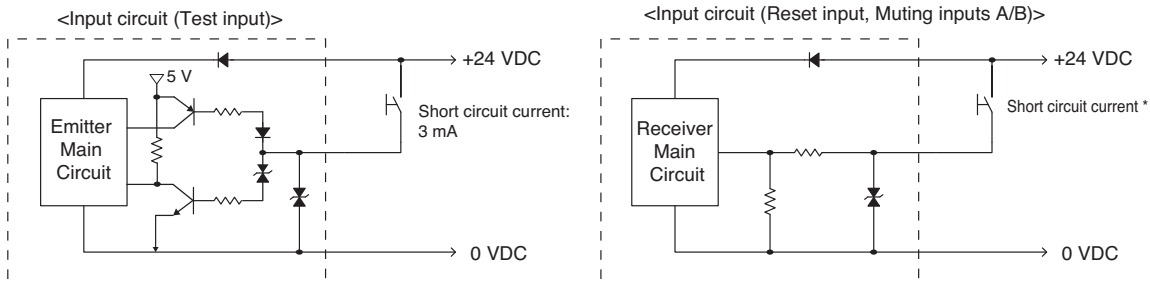 <Input circuit (Test input)>
+24 VDC
5 V
Emitter
Main
Circuit
Short circuit current:
3 mA
0 VDC
<Input circuit (Reset input, Muting inputs A/B)>
+24 VDC
Receiver
Main
Circuit
Short circuit current *
0 VDC